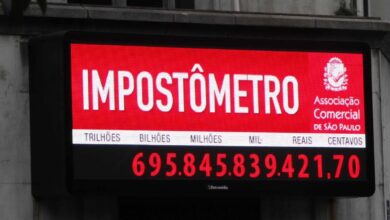 IMPOSTÔMETRO
Associação
Comercial
DE SÃO PAULO
TRILHÕES BILHÕES MILHÕES MIL REAIS CENTAVOS
695.845.839.421,70